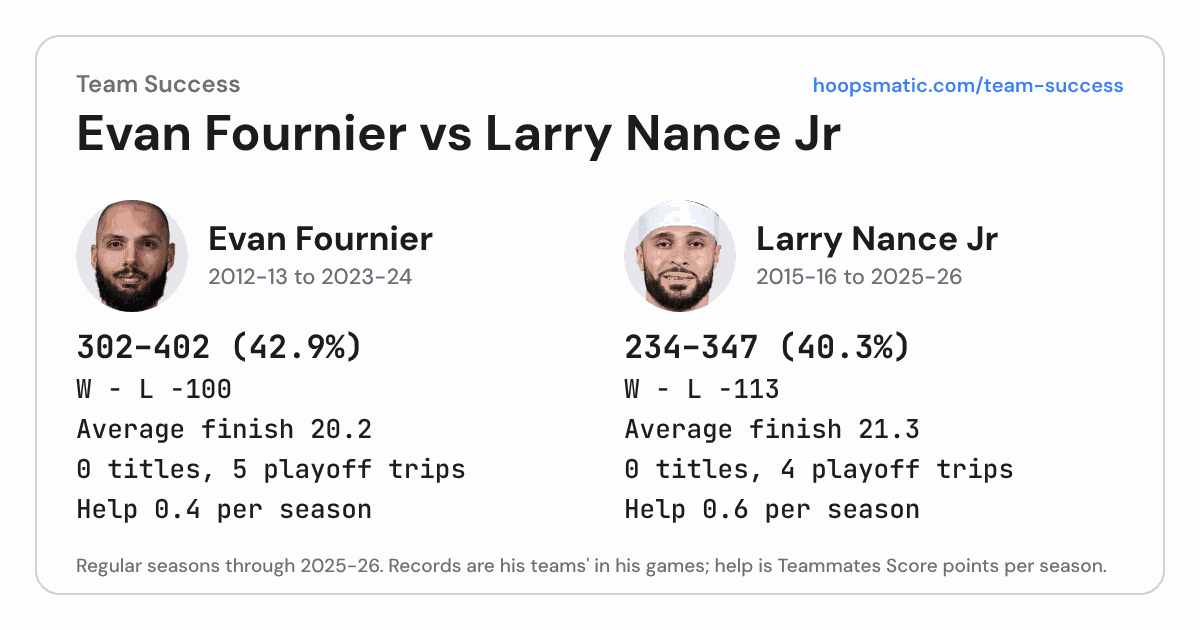 Team Success
hoopsmatic.com/team-success
Evan Fournier vs Larry Nance Jr
Evan Fournier
2012-13 to 2023-24
302-402 (42.9%)
W - L -100
Average finish 20.2
0 titles, 5 playoff trips
Help 0.4 per season
Larry Nance Jr
2015-16 to 2025-26
234-347 (40.3%)
W - L -113
Average finish 21.3
0 titles, 4 playoff trips
Help 0.6 per season
Regular seasons through 2025-26. Records are his teams' in his games; help is Teammates Score points per season.